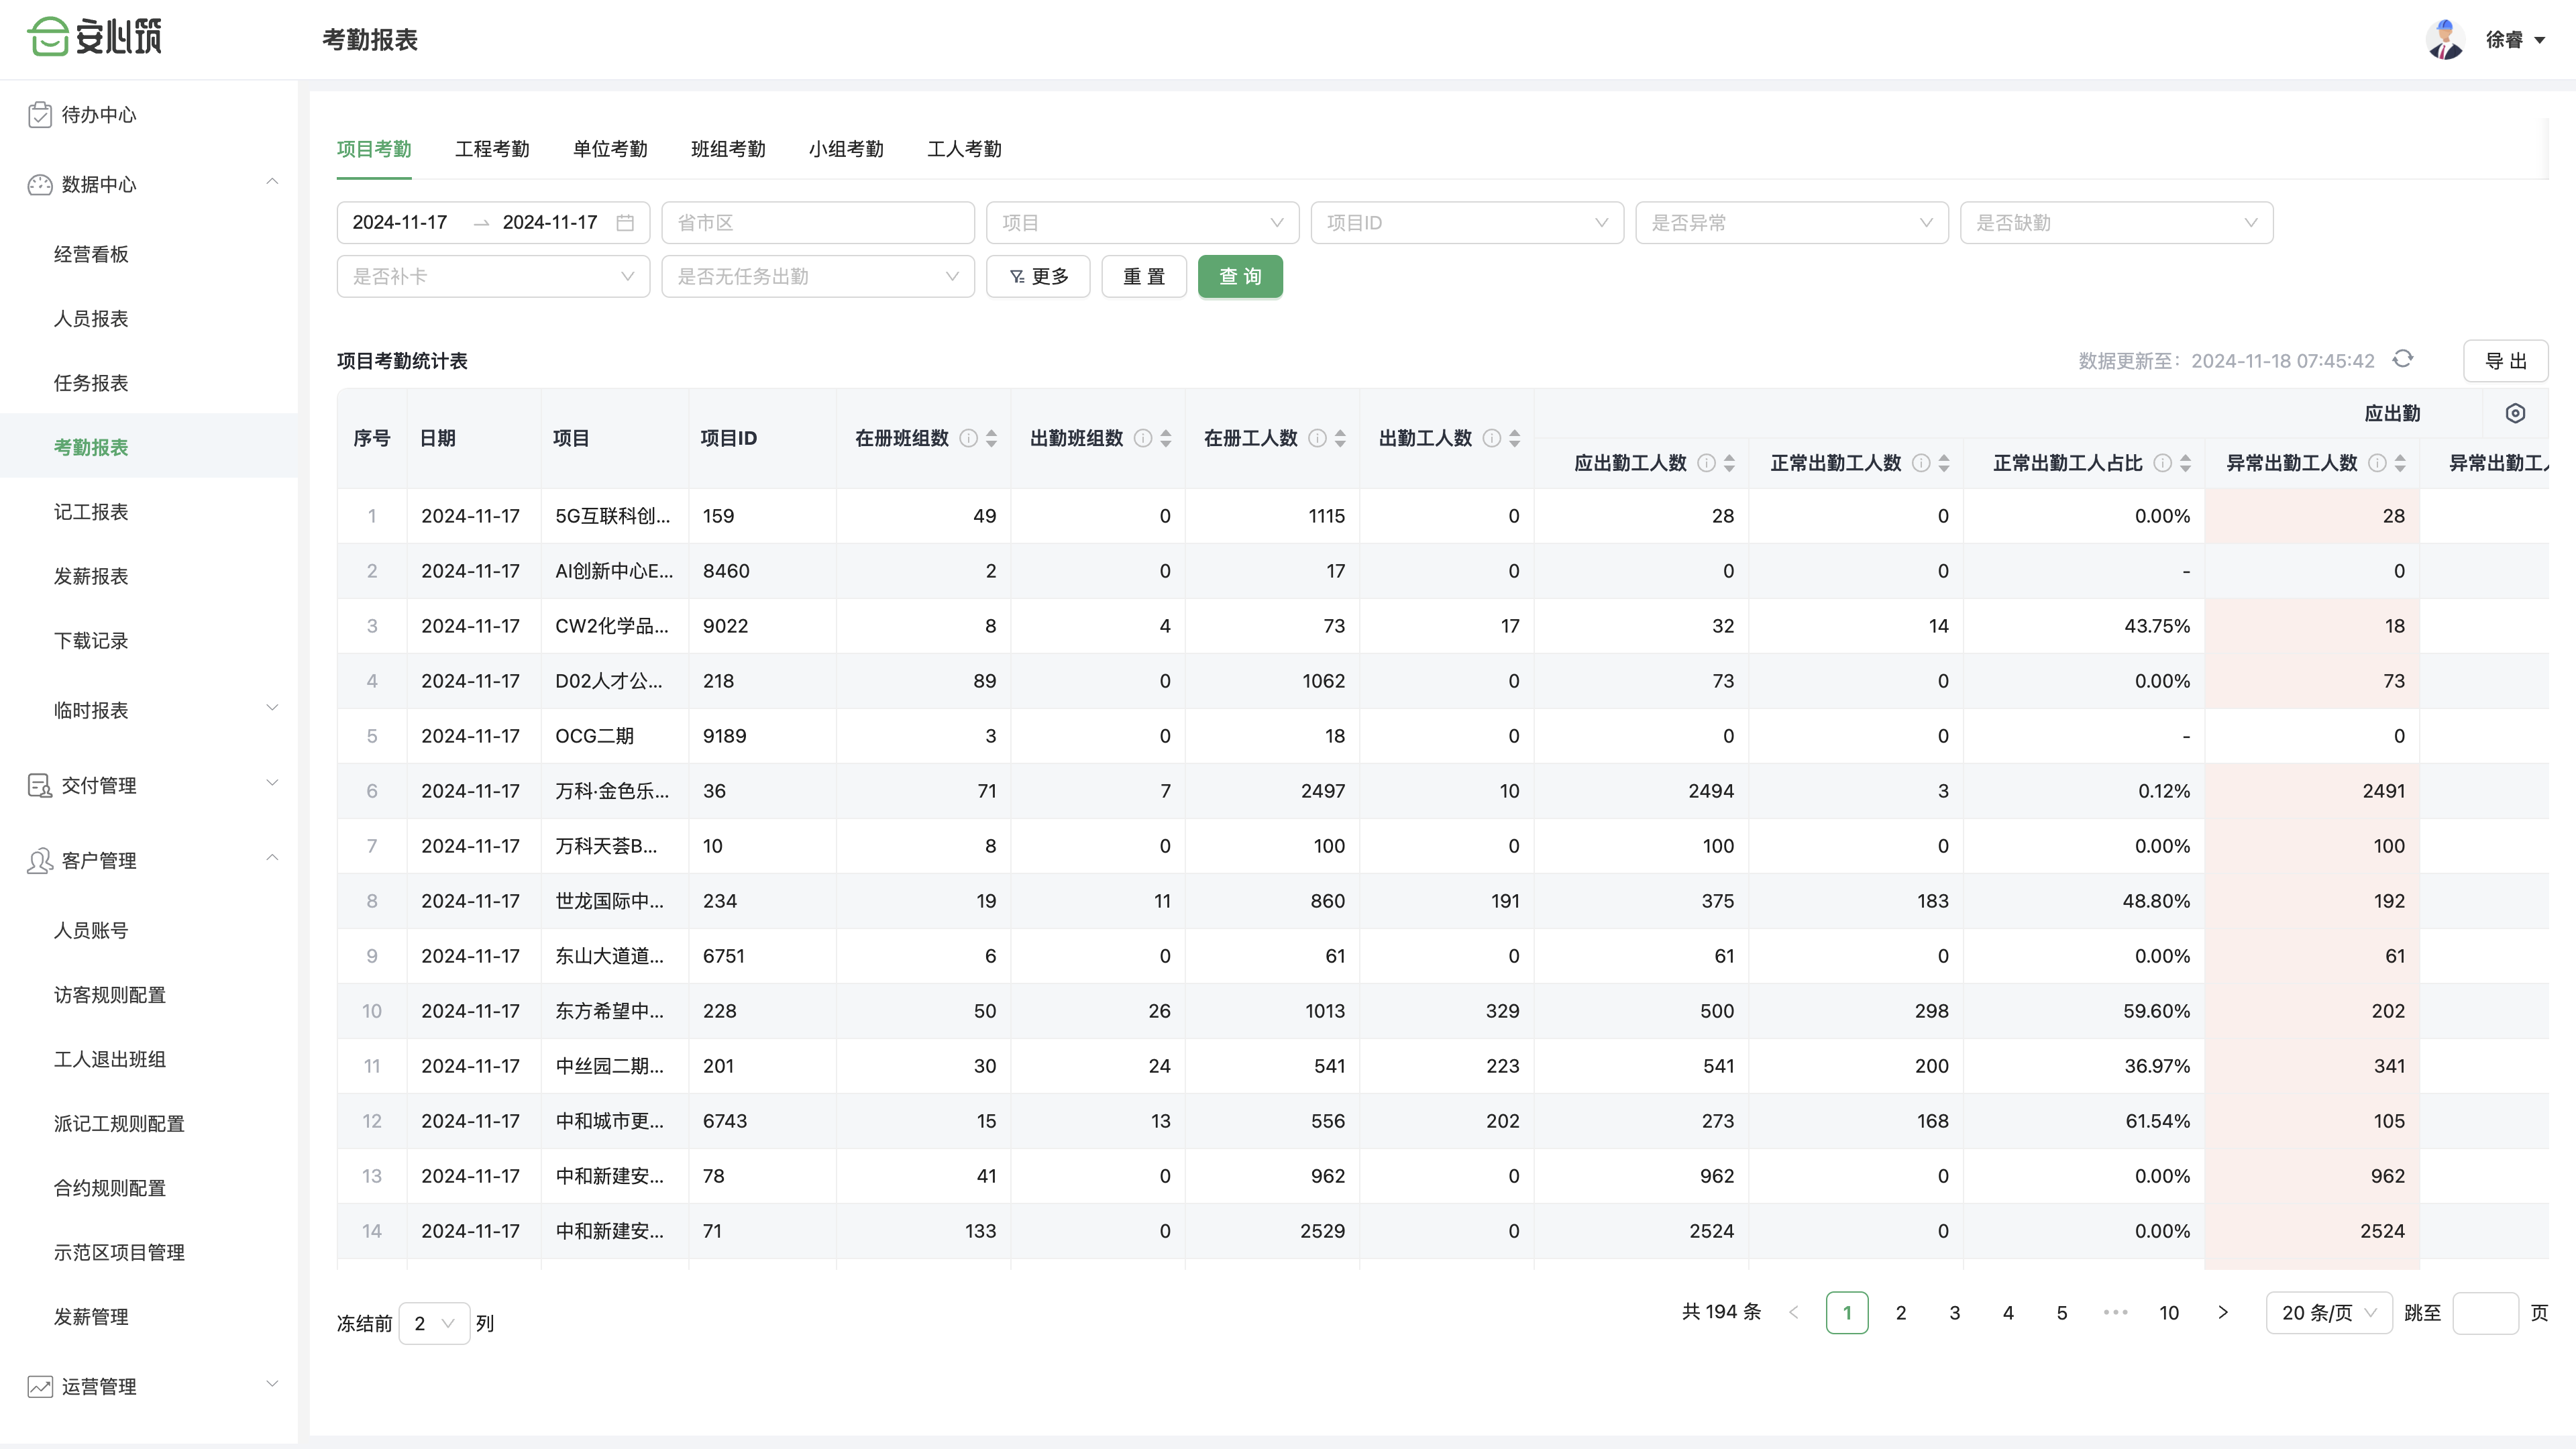 安心筑
考勤报表
徐睿
待办中心
数据中心
经营看板
人员报表
任务报表
考勤报表
记工报表
发薪报表
下载记录
临时报表
交付管理
客户管理
人员账号
访客规则配置
工人退出班组
派记工规则配置
合约规则配置
示范区项目管理
发薪管理
运营管理
项目考勤 工程考勤 单位考勤 班组考勤 小组考勤 工人考勤
2024-11-17 → 2024-11-17 省市区 项目 项目ID 是否异常 是否缺勤
是否补卡 是否无任务出勤 更多 重 置 查 询
项目考勤统计表 数据更新至：2024-11-18 07:45:42 导 出
应出勤
序号 日期 项目 项目ID 在册班组数 出勤班组数 在册工人数 出勤工人数
应出勤工人数 正常出勤工人数 正常出勤工人占比 异常出勤工人数 异常出勤工人
1 2024-11-17 5G互联科创... 159 49 0 1115 0 28 0 0.00% 28
2 2024-11-17 AI创新中心E... 8460 2 0 17 0 0 0 - 0
3 2024-11-17 CW2化学品... 9022 8 4 73 17 32 14 43.75% 18
4 2024-11-17 D02人才公... 218 89 0 1062 0 73 0 0.00% 73
5 2024-11-17 OCG二期 9189 3 0 18 0 0 0 - 0
6 2024-11-17 万科·金色乐... 36 71 7 2497 10 2494 3 0.12% 2491
7 2024-11-17 万科天荟B... 10 8 0 100 0 100 0 0.00% 100
8 2024-11-17 世龙国际中... 234 19 11 860 191 375 183 48.80% 192
9 2024-11-17 东山大道道... 6751 6 0 61 0 61 0 0.00% 61
10 2024-11-17 东方希望中... 228 50 26 1013 329 500 298 59.60% 202
11 2024-11-17 中丝园二期... 201 30 24 541 223 541 200 36.97% 341
12 2024-11-17 中和城市更... 6743 15 13 556 202 273 168 61.54% 105
13 2024-11-17 中和新建安... 78 41 0 962 0 962 0 0.00% 962
14 2024-11-17 中和新建安... 71 133 0 2529 0 2524 0 0.00% 2524
冻结前 2 列
共 194 条 < 1 2 3 4 5 ••• 10 > 20 条/页 跳至 页